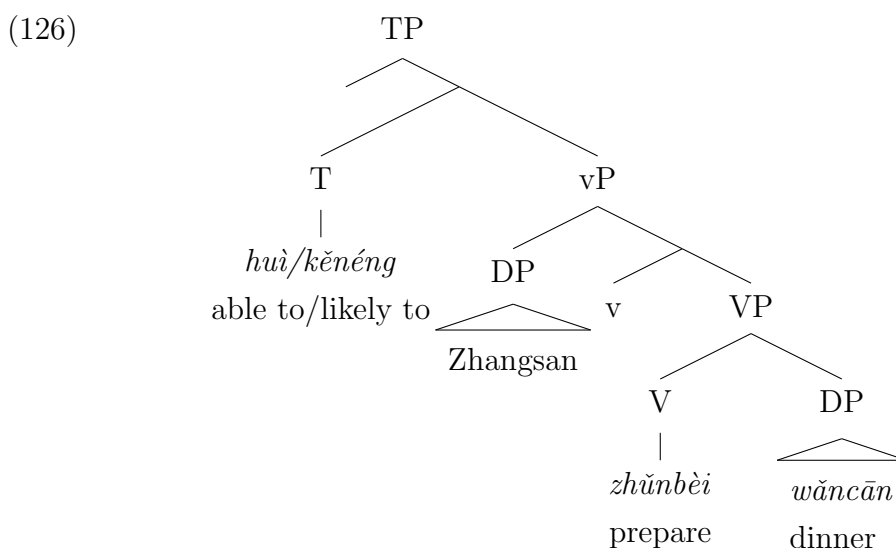 (126) TP
T vP
huì/kěnéng DP v VP
able to/likely to
Zhangsan
V DP
zhǔnbèi wǎncān
prepare dinner